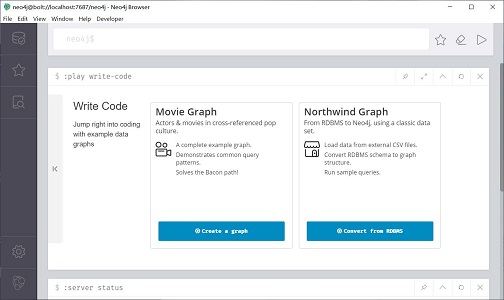 neo4j@bolt://localhost:7687/neo4j - Neo4j Browser
File Edit View Window Help Developer
neo4j$
$ :play write-code
Write Code
Jump right into coding
with example data
graphs
Movie Graph
Actors & movies in cross-referenced pop
culture.
A complete example graph.
Demonstrates common query
patterns.
Solves the Bacon path!
Create a graph
Northwind Graph
From RDBMS to Neo4j, using a classic data
set.
Load data from external CSV files.
Convert RDBMS schema to graph
structure.
Run sample queries.
Convert from RDBMS
$ :server status